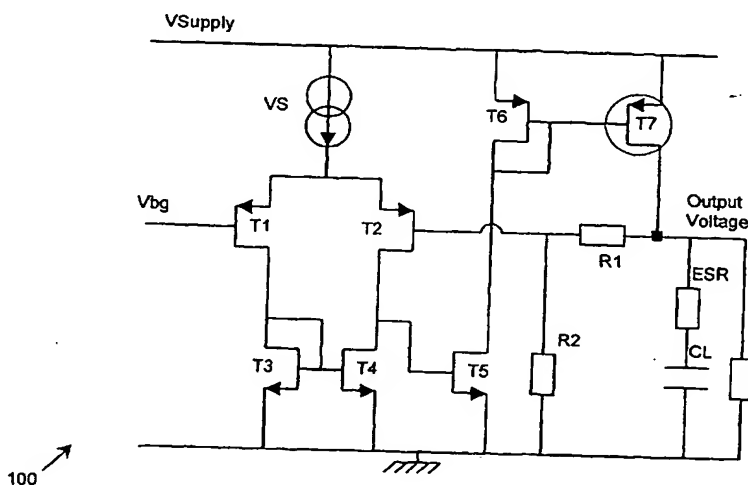 VSupply
VS
T6
T7
Vbg
T1
T2
Output
Voltage
R1
ESR
R2
CL
T3
T4
T5
100